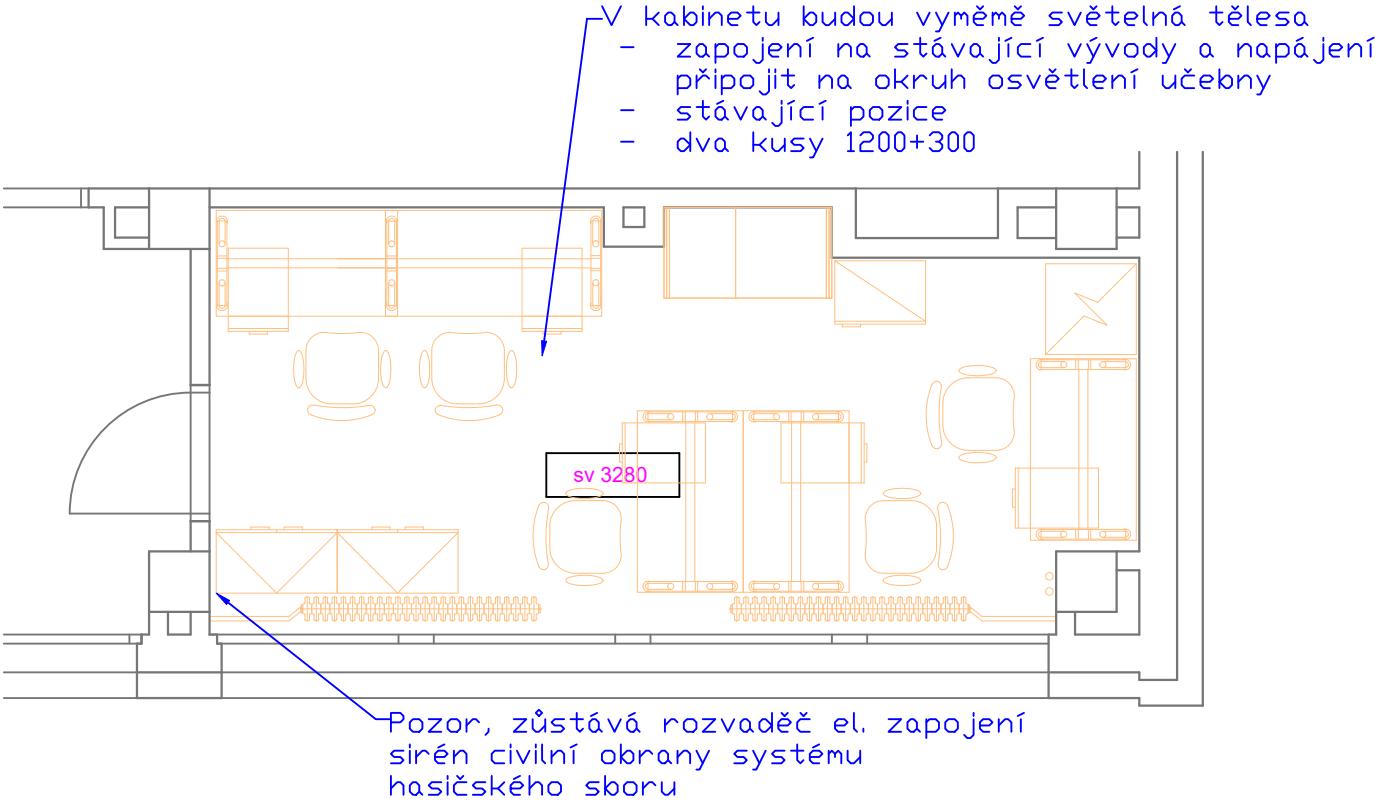 V kabinetu budou vyměmě světelná tělesa
- zapojení na stávající vývody a napájení
připojit na okruh osvětlení učebny
- stávající pozice
- dva kusy 1200+300
sv 3280
Pozor, zůstává rozvaděč el. zapojení
sirén civilní obrany systému
hasičského sboru